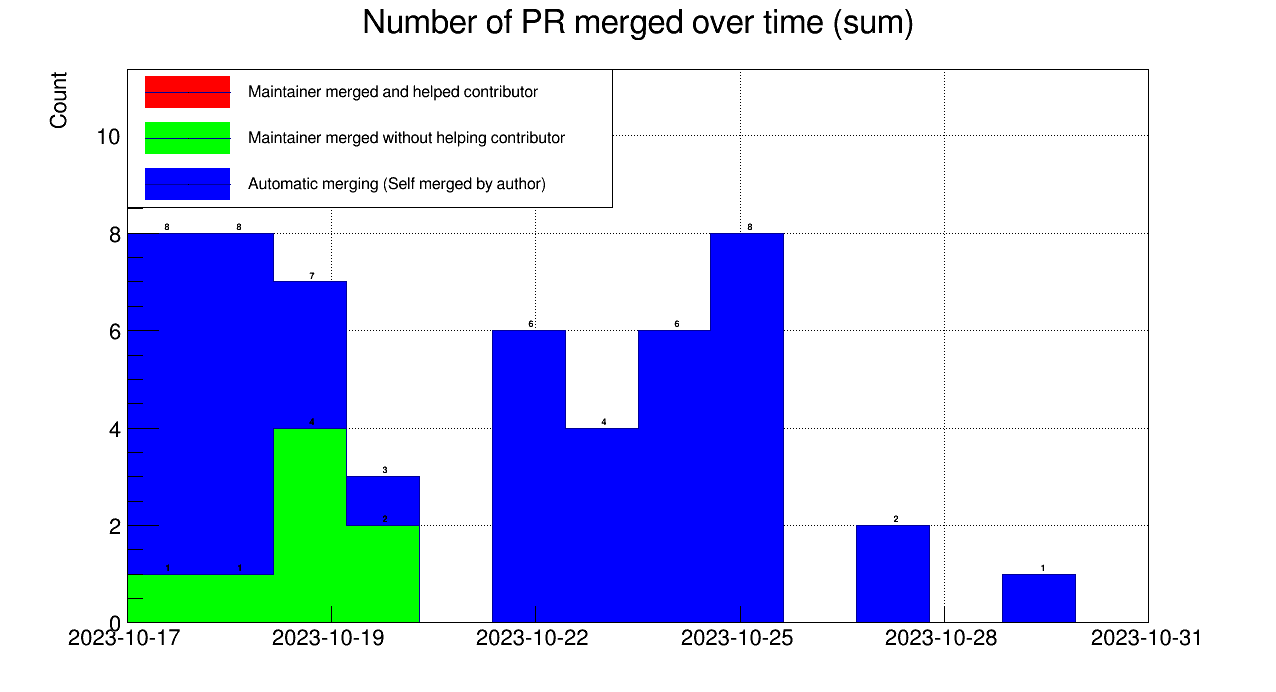 Number of PR merged over time (sum)
Count
Maintainer merged and helped contributor
Maintainer merged without helping contributor
Automatic merging (Self merged by author)
10
8
6
4
2
0
8 8 7 3 6 4 6 8 2 1
1 1 4 2
2023-10-17 2023-10-19 2023-10-22 2023-10-25 2023-10-28 2023-10-31